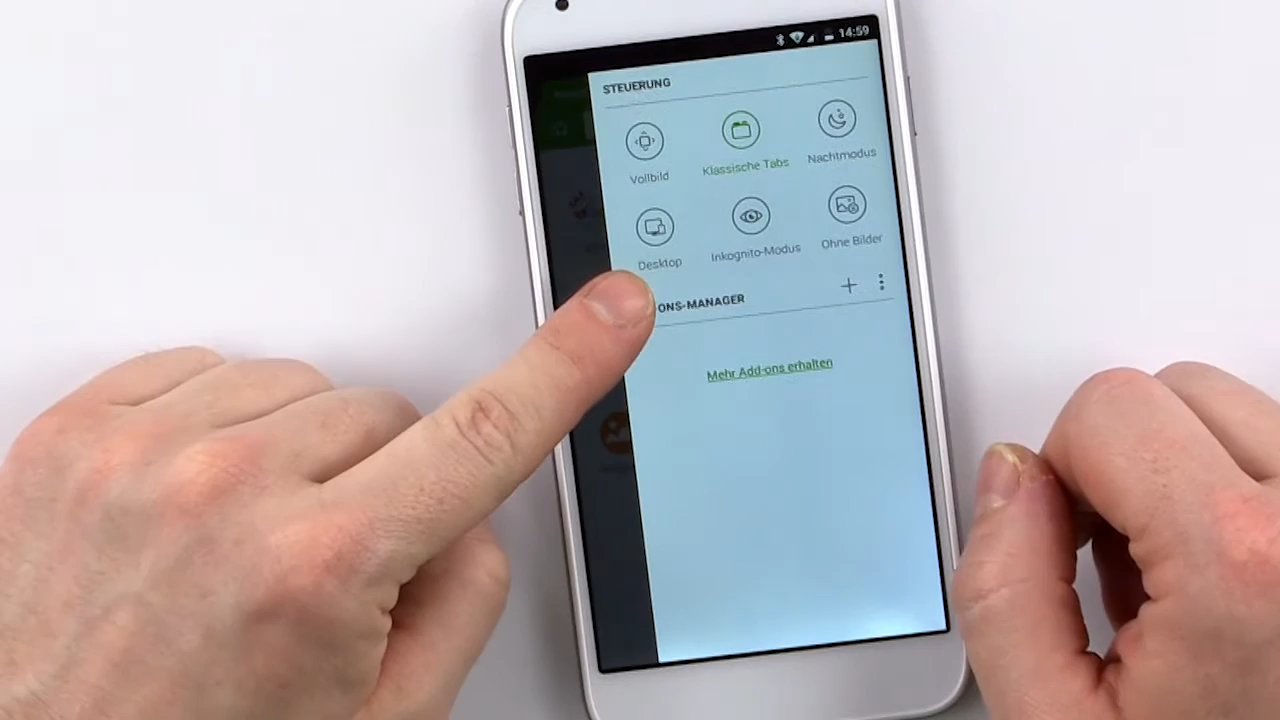 14:59
STEUERUNG
Vollbild
Klassische Tabs
Nachtmodus
Desktop
Inkognito-Modus
Ohne Bilder
ONS-MANAGER
Mehr Add-ons erhalten